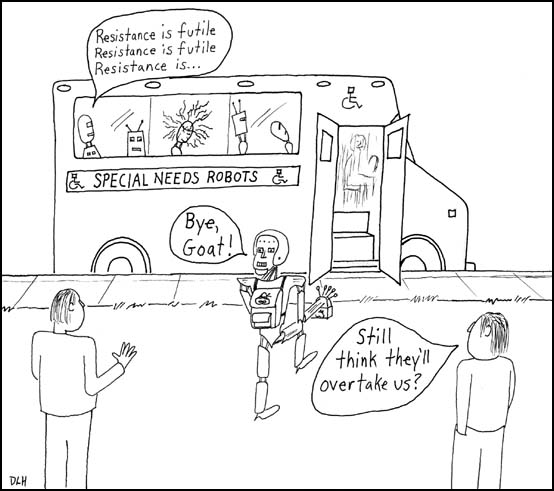 Resistance is futile
Resistance is futile
Resistance is...
SPECIAL NEEDS ROBOTS
Bye,
Goat!
Still
think they'll
overtake us?
DLH